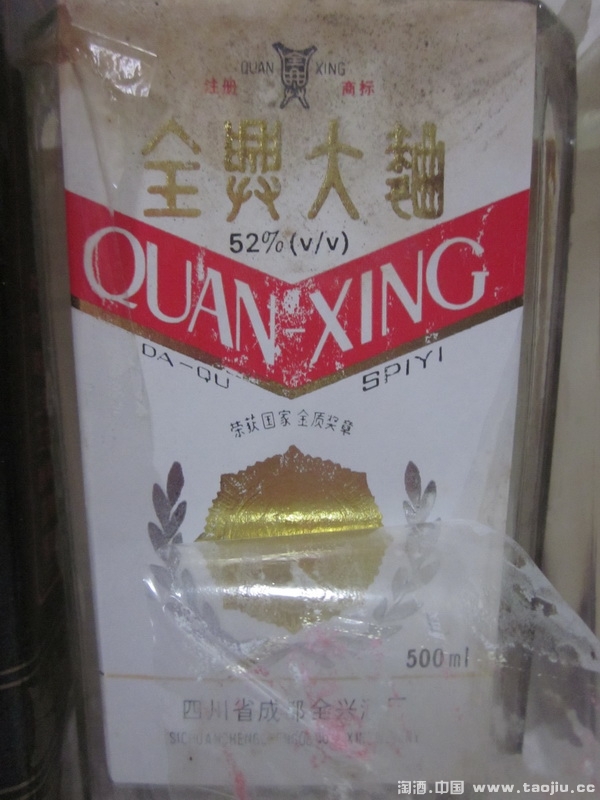 QUAN XING
注册 商标
全興大麯
52%(v/v)
QUAN-XING
DA-QU SPIYI
荣获国家金质奖章
500ml
四川省成都全兴酒厂
淘酒.中国 www.taojiu.cc